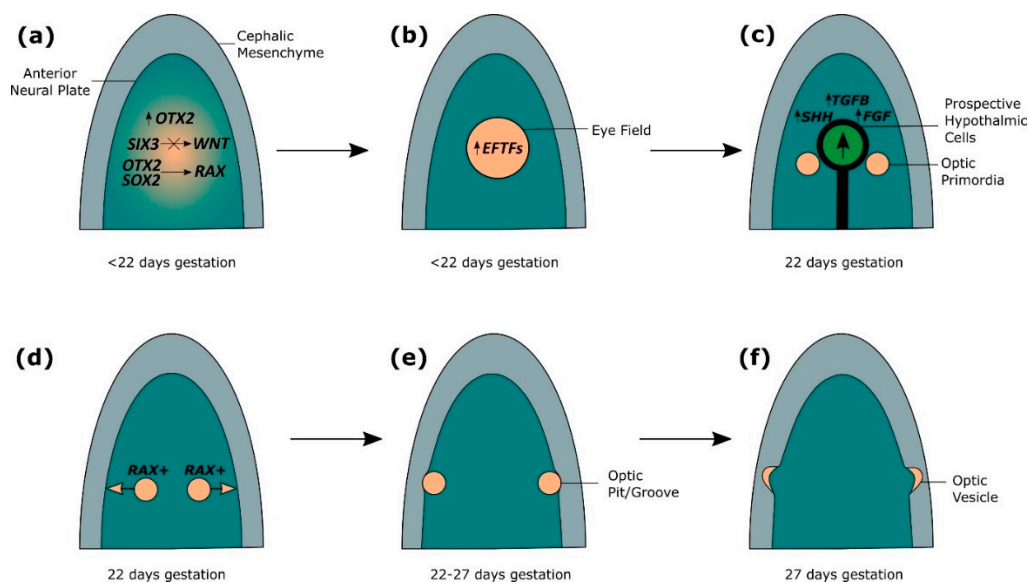 (a)
Cephalic
Mesenchyme
Anterior
Neural Plate
OTX2
SIX3 WNT
OTX2
SOX2 RAX
<22 days gestation
(b)
Eye Field
EFTFs
<22 days gestation
(c)
TGFB
SHH FGF
Prospective
Hypothalmic
Cells
Optic
Primordia
22 days gestation
(d)
RAX+ RAX+
22 days gestation
(e)
Optic
Pit/Groove
22-27 days gestation
(f)
Optic
Vesicle
27 days gestation